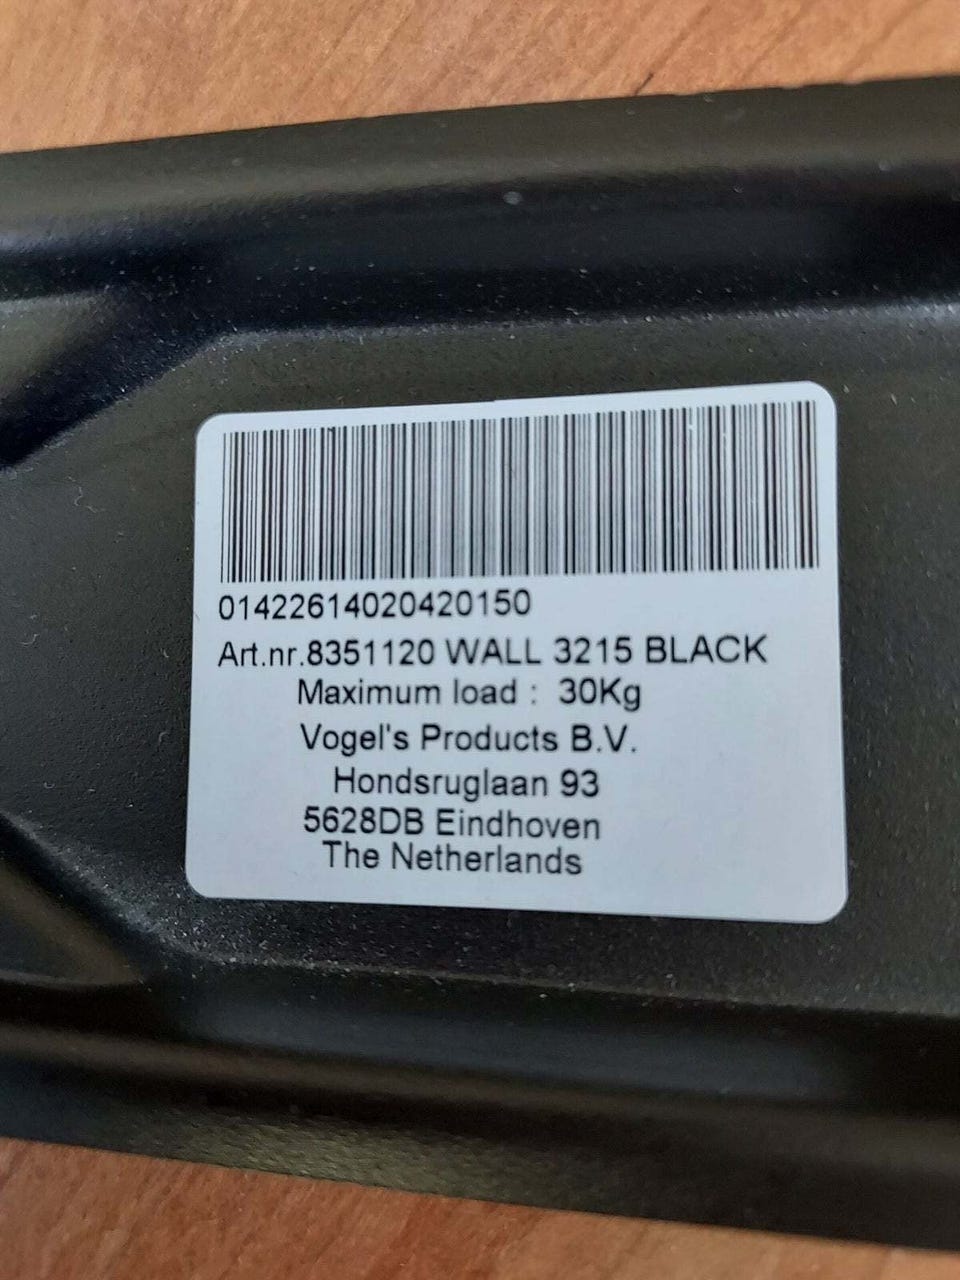 01422614020420150
Art.nr.8351120 WALL 3215 BLACK
Maximum load : 30Kg
Vogel's Products B.V.
Hondsruglaan 93
5628DB Eindhoven
The Netherlands